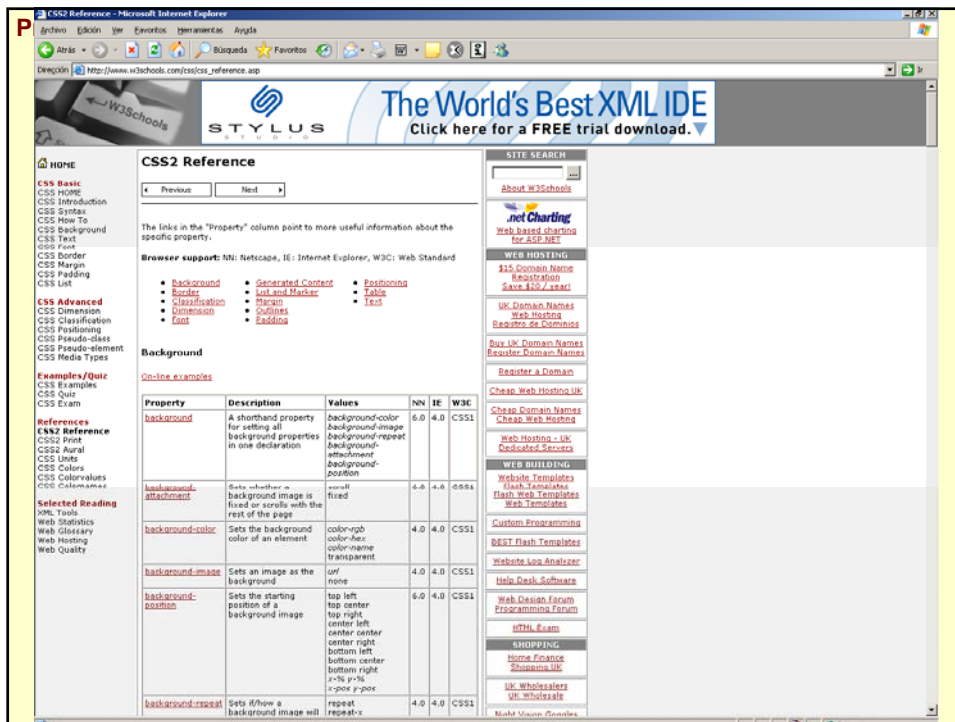 P
CSS2 Reference - Microsoft Internet Explorer
Archivo Edición Ver Favoritos Herramientas Ayuda
Atrás Búsqueda Favoritos
Dirección http://www.w3schools.com/css/css_reference.asp Ir
W3Schools
STYLUS
STUDIO
The World's Best XML IDE
Click here for a FREE trial download.
HOME
CSS Basic
CSS HOME
CSS Introduction
CSS Syntax
CSS How To
CSS Background
CSS Text
CSS Font
CSS Border
CSS Margin
CSS Padding
CSS List
CSS Advanced
CSS Dimension
CSS Classification
CSS Positioning
CSS Pseudo-class
CSS Pseudo-element
CSS Media Types
Examples/Quiz
CSS Examples
CSS Quiz
CSS Exam
References
CSS2 Reference
CSS2 Print
CSS2 Aural
CSS Units
CSS Colors
CSS Colorvalues
CSS Colornames
Selected Reading
XML Tools
Web Statistics
Web Glossary
Web Hosting
Web Quality
CSS2 Reference
Previous Next
The links in the "Property" column point to more useful information about the
specific property.
Browser support: NN: Netscape, IE: Internet Explorer, W3C: Web Standard
Background Generated Content Positioning
Border List and Marker Table
Classification Margin Text
Dimension Outlines
Font Padding
Background
On-line examples
Property Description Values NN IE W3C
background A shorthand property background-color 6.0 4.0 CSS1
for setting all background-image
background properties background-repeat
in one declaration background-
attachment
background-
position
background- Sets whether a scroll 6.0 4.0 CSS1
attachment background image is fixed
fixed or scrolls with the
rest of the page
background-color Sets the background color-rgb 4.0 4.0 CSS1
color of an element color-hex
color-name
transparent
background-image Sets an image as the url 4.0 4.0 CSS1
background none
background- Sets the starting top left 6.0 4.0 CSS1
position position of a top center
background image top right
center left
center center
center right
bottom left
bottom center
bottom right
x-% y-%
x-pos y-pos
background-repeat Sets if/how a repeat 4.0 4.0 CSS1
background image will repeat-x
SITE SEARCH
...
About W3Schools
.net Charting
Web based charting
for ASP.NET
WEB HOSTING
$15 Domain Name
Registration
Save $20 / year!
UK Domain Names
Web Hosting
Registro de Dominios
Buy UK Domain Names
Register Domain Names
Register a Domain
Cheap Web Hosting UK
Cheap Domain Names
Cheap Web Hosting
Web Hosting - UK
Dedicated Servers
WEB BUILDING
Website Templates
Flash Templates
Flash Web Templates
Web Templates
Custom Programming
BEST Flash Templates
Website Log Analyzer
Help Desk Software
Web Design Forum
Programming Forum
HTML Exam
SHOPPING
Home Finance
Shopping UK
UK Wholesalers
UK Wholesale
Night Vision Goggles